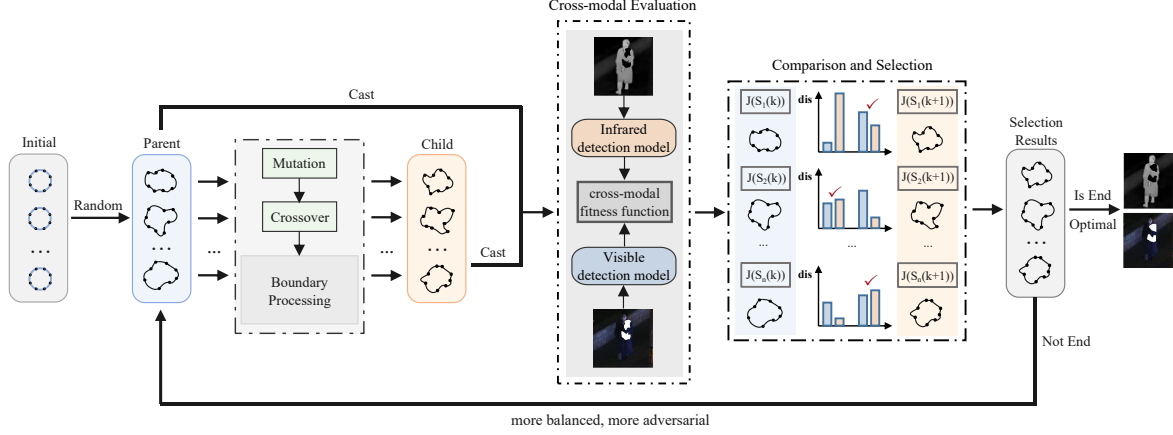 Cross-modal Evaluation
Comparison and Selection
Initial
Random
Parent
Cast
Mutation
Crossover
Boundary
Processing
...
...
Child
Cast
Infrared
detection model
cross-modal
fitness function
Visible
detection model
J(S1(k))
dis
J(S1(k+1))
J(S2(k))
dis
J(S2(k+1))
...
...
...
J(Sn(k))
dis
J(Sn(k+1))
Selection
Results
Is End
Optimal
Not End
more balanced, more adversarial